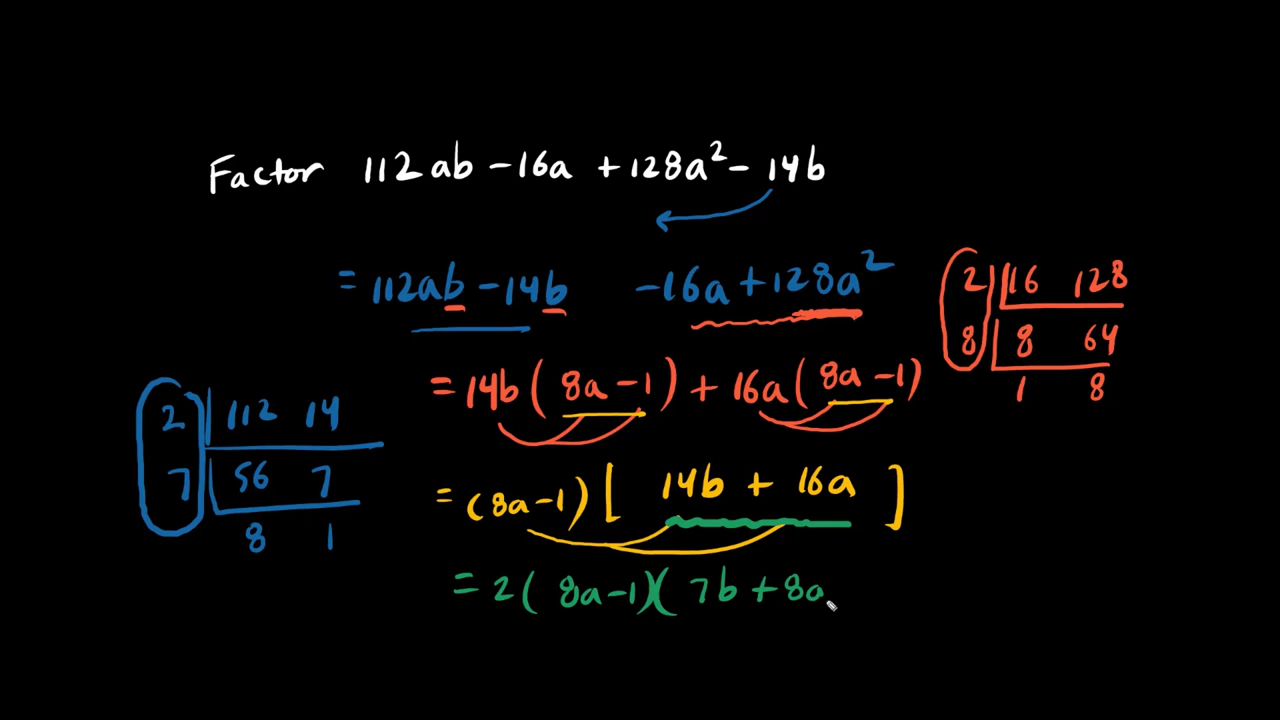 Factor 112ab - 16a + 128a² - 14b
= 112ab - 14b - 16a + 128a²
2 16 128
8 8 64
1 8
= 14b ( 8a - 1 ) + 16a ( 8a - 1 )
2 112 14
7 56 7
8 1
= (8a - 1) [ 14b + 16a ]
= 2 ( 8a - 1 )( 7b + 8a